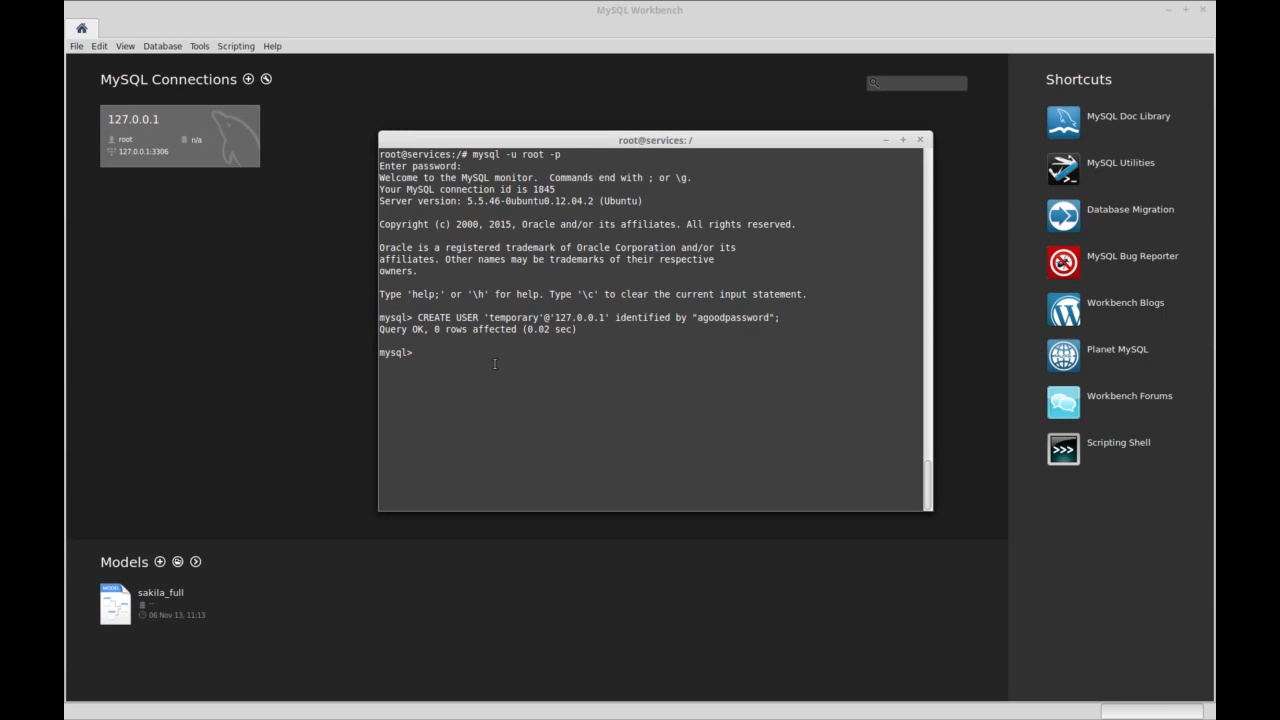 MySQL Workbench
File Edit View Database Tools Scripting Help
MySQL Connections
127.0.0.1
root n/a
127.0.0.1:3306
root@services: /
root@services:/# mysql -u root -p
Enter password:
Welcome to the MySQL monitor.  Commands end with ; or \g.
Your MySQL connection id is 1845
Server version: 5.5.46-0ubuntu0.12.04.2 (Ubuntu)
Copyright (c) 2000, 2015, Oracle and/or its affiliates. All rights reserved.
Oracle is a registered trademark of Oracle Corporation and/or its
affiliates. Other names may be trademarks of their respective
owners.
Type 'help;' or '\h' for help. Type '\c' to clear the current input statement.
mysql> CREATE USER 'temporary'@'127.0.0.1' identified by "agoodpassword";
Query OK, 0 rows affected (0.02 sec)
mysql>
Shortcuts
MySQL Doc Library
MySQL Utilities
Database Migration
MySQL Bug Reporter
Workbench Blogs
Planet MySQL
Workbench Forums
Scripting Shell
Models
MODEL
sakila_full
--
06 Nov 13, 11:13